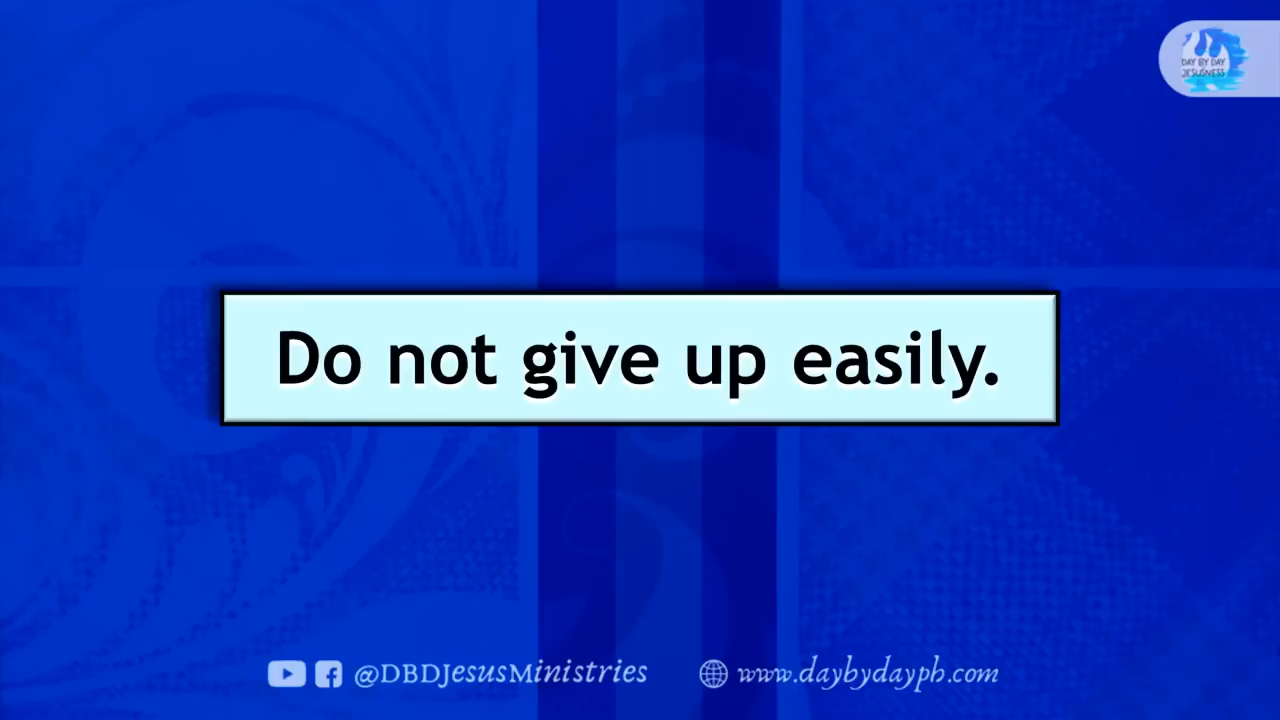 DAY BY DAY
JESUSNESS
Do not give up easily.
@DBDJesusMinistries
www.daybydayph.com